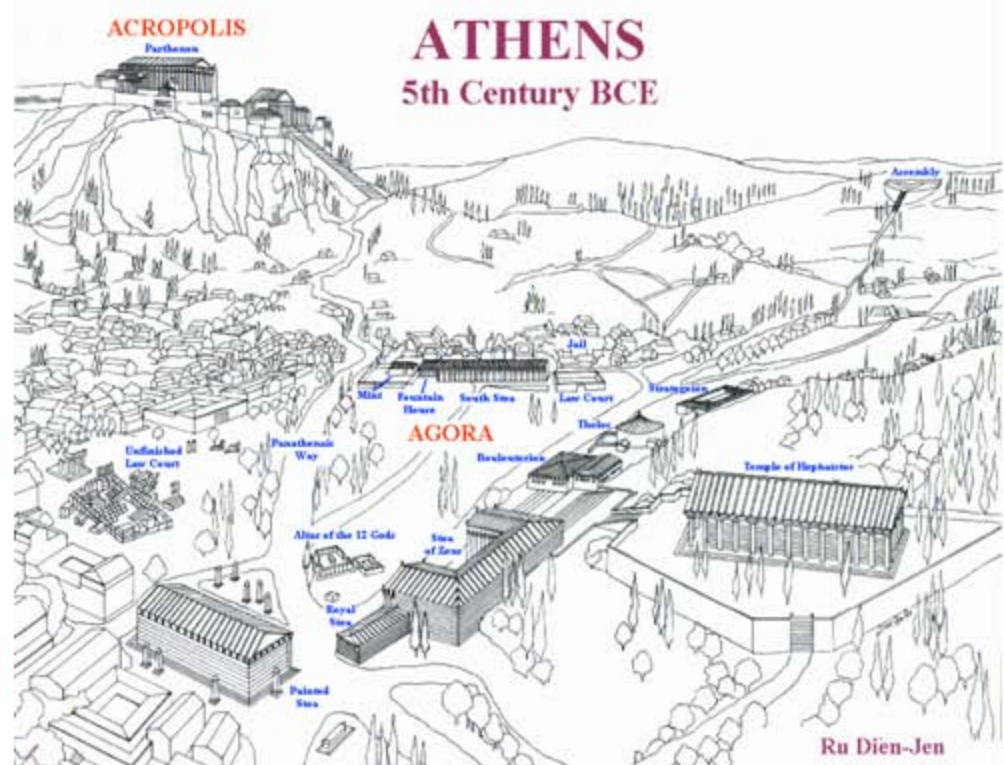 ACROPOLIS
Parthenon
ATHENS
5th Century BCE
Assembly
Jail
Mint
Fountain
House
South Stoa
Law Court
Strategeion
Tholos
AGORA
Panathenaic
Way
Bouleuterion
Temple of Hephaistos
Unfinished
Law Court
Altar of the 12 Gods
Stoa
of Zeus
Royal
Stoa
Painted
Stoa
Ru Dien-Jen